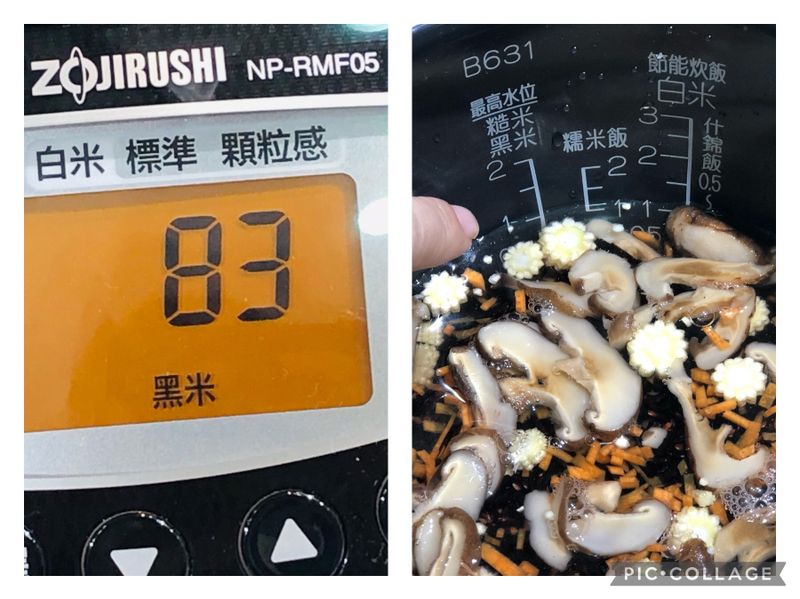 ZOJIRUSHI NP-RMF05
白米 標準 顆粒感
83
黑米
B631
最高水位
糙米
黑米
2
1
糯米飯
2
1
節能炊飯
白米
3
2
1
什錦飯0.5~
PIC•COLLAGE